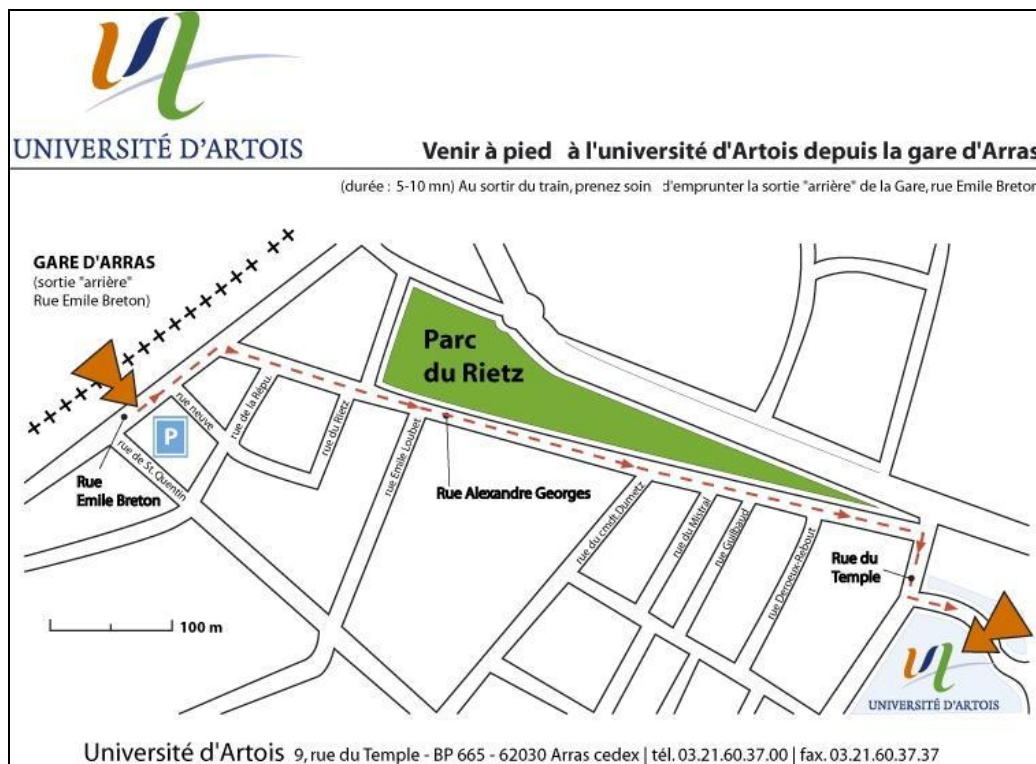 UNIVERSITÉ D'ARTOIS
Venir à pied à l'université d'Artois depuis la gare d'Arras
(durée : 5-10 mn) Au sortir du train, prenez soin d'emprunter la sortie "arrière" de la Gare, rue Emile Breton
GARE D'ARRAS
(sortie "arrière"
Rue Emile Breton)
Parc
du Rietz
rue neuve
rue de la Répu.
rue du Rietz
P
rue de St. Quentin
Rue
Emile Breton
rue Emile Loubet
Rue Alexandre Georges
rue du cmdt. Dumetz
rue du Mistral
rue Guilbaud
rue Deroeux-Rebout
Rue du
Temple
100 m
UNIVERSITÉ D'ARTOIS
Université d'Artois 9, rue du Temple - BP 665 - 62030 Arras cedex | tél. 03.21.60.37.00 | fax. 03.21.60.37.37